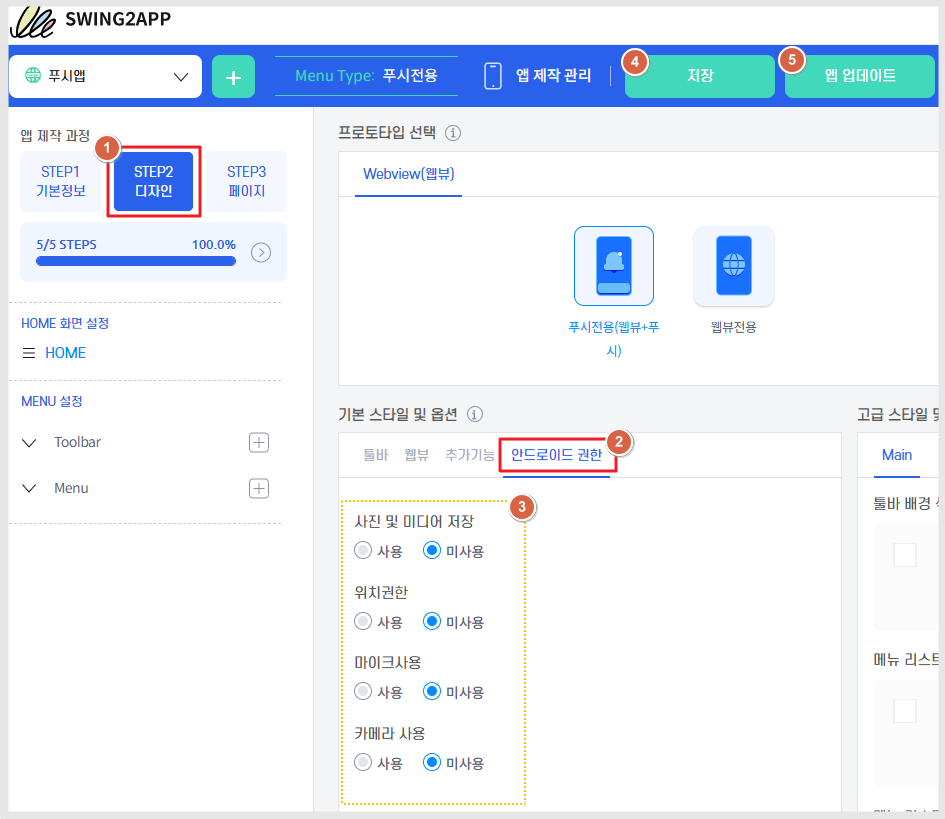 SWING2APP
푸시앱
+
Menu Type: 푸시전용
앱 제작 관리
4
저장
5
앱 업데이트
앱 제작 과정
1
STEP1
기본정보
STEP2
디자인
STEP3
페이지
5/5 STEPS 100.0%
HOME 화면 설정
HOME
MENU 설정
Toolbar
Menu
프로토타입 선택
Webview(웹뷰)
푸시전용(웹뷰+푸
시)
웹뷰전용
기본 스타일 및 옵션
툴바 웹뷰 추가기능 안드로이드 권한
2
3
사진 및 미디어 저장
사용 미사용
위치권한
사용 미사용
마이크사용
사용 미사용
카메라 사용
사용 미사용
고급 스타일 및
Main
툴바 배경
메뉴 리스트